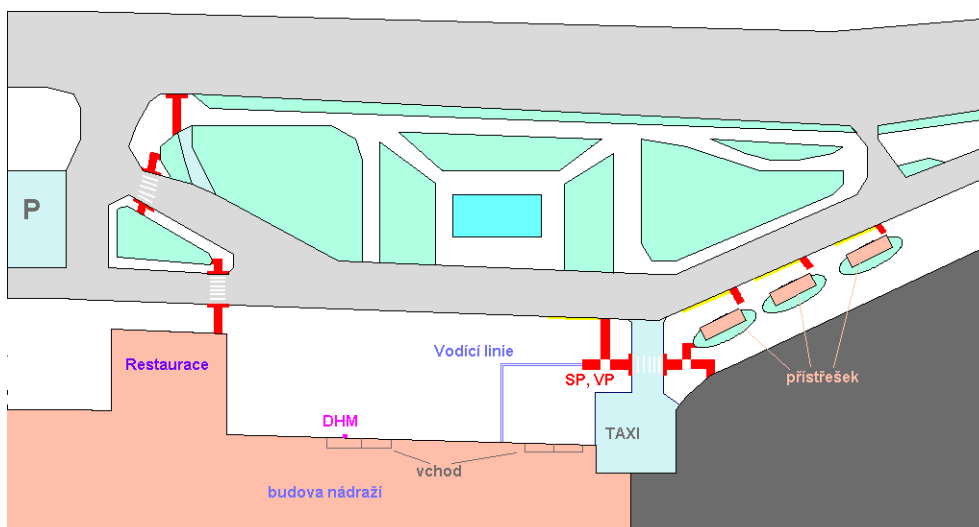 P
Restaurace
Vodící linie
SP, VP
přístřešek
DHM
TAXI
vchod
budova nádraží